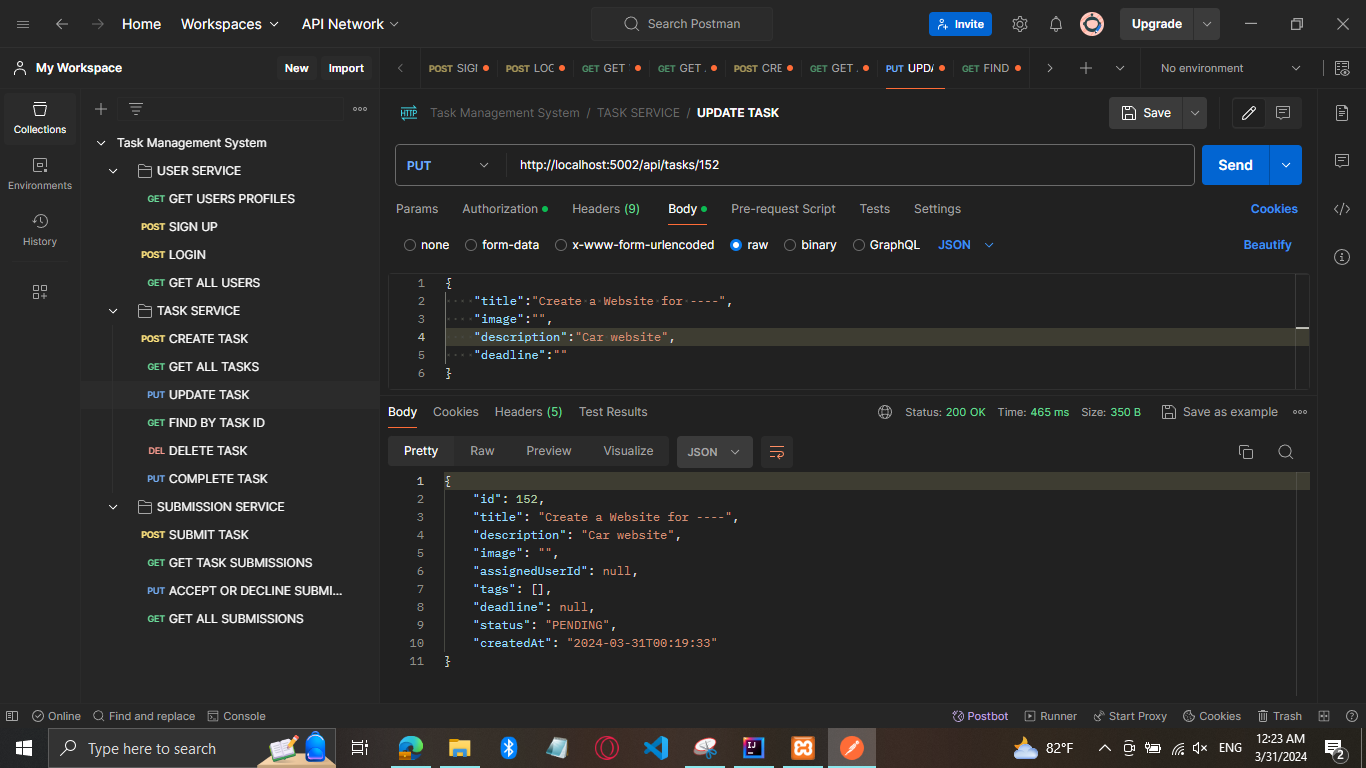 Home Workspaces API Network Search Postman Invite Upgrade
My Workspace New Import
POST SIGI POST LOC GET GET . POST CRE GET GET . PUT UPDA GET FIND No environment
Collections
Environments
History
Task Management System
USER SERVICE
GET GET USERS PROFILES
POST SIGN UP
POST LOGIN
GET GET ALL USERS
TASK SERVICE
POST CREATE TASK
GET GET ALL TASKS
PUT UPDATE TASK
GET FIND BY TASK ID
DEL DELETE TASK
PUT COMPLETE TASK
SUBMISSION SERVICE
POST SUBMIT TASK
GET GET TASK SUBMISSIONS
PUT ACCEPT OR DECLINE SUBMI...
GET GET ALL SUBMISSIONS
HTTP Task Management System / TASK SERVICE / UPDATE TASK Save
PUT http://localhost:5002/api/tasks/152 Send
Params Authorization Headers (9) Body Pre-request Script Tests Settings Cookies
none form-data x-www-form-urlencoded raw binary GraphQL JSON Beautify
1 {
2 "title":"Create a Website for ----",
3 "image":"",
4 "description":"Car website",
5 "deadline":""
6 }
Body Cookies Headers (5) Test Results Status: 200 OK Time: 465 ms Size: 350 B Save as example
Pretty Raw Preview Visualize JSON
1 {
2 "id": 152,
3 "title": "Create a Website for ----",
4 "description": "Car website",
5 "image": "",
6 "assignedUserId": null,
7 "tags": [],
8 "deadline": null,
9 "status": "PENDING",
10 "createdAt": "2024-03-31T00:19:33"
11 }
Online Find and replace Console Postbot Runner Start Proxy Cookies Trash
Type here to search 82°F ENG 12:23 AM
3/31/2024
2